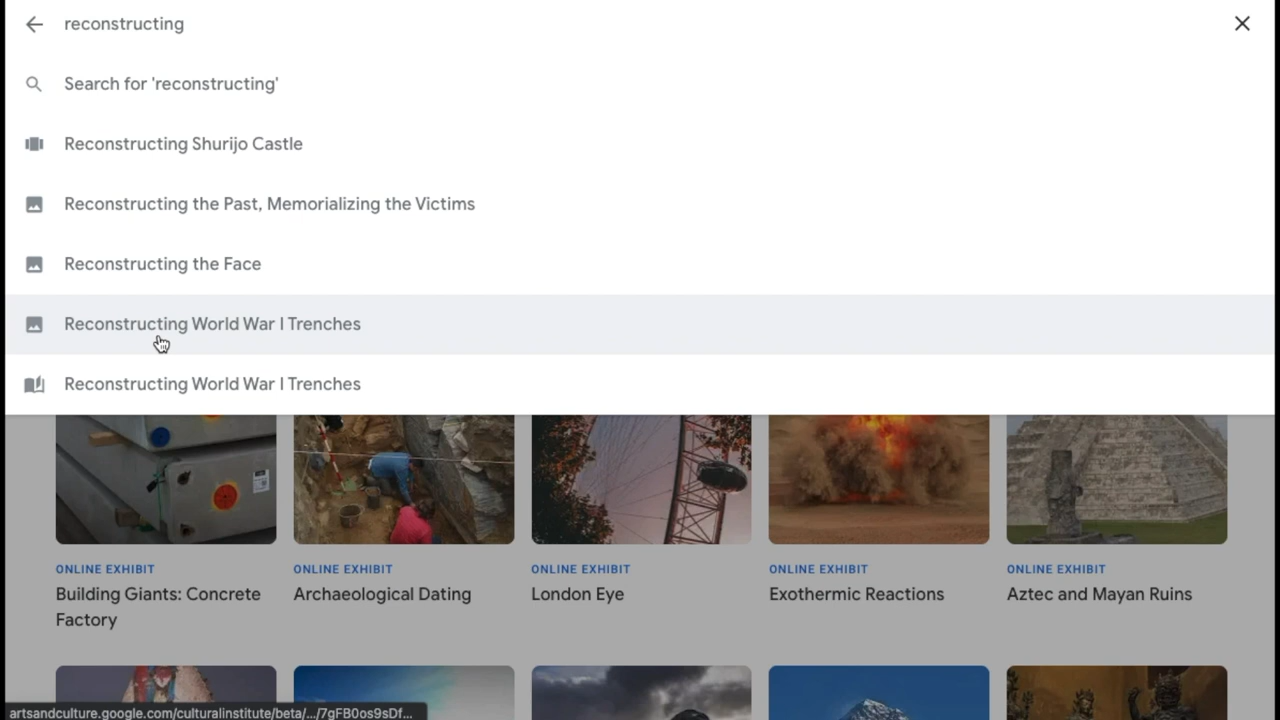 reconstructing
Search for 'reconstructing'
Reconstructing Shurijo Castle
Reconstructing the Past, Memorializing the Victims
Reconstructing the Face
Reconstructing World War I Trenches
Reconstructing World War I Trenches
ONLINE EXHIBIT
Building Giants: Concrete
Factory
ONLINE EXHIBIT
Archaeological Dating
ONLINE EXHIBIT
London Eye
ONLINE EXHIBIT
Exothermic Reactions
ONLINE EXHIBIT
Aztec and Mayan Ruins
artsandculture.google.com/culturalinstitute/beta/.../7gFB0os9sDf...